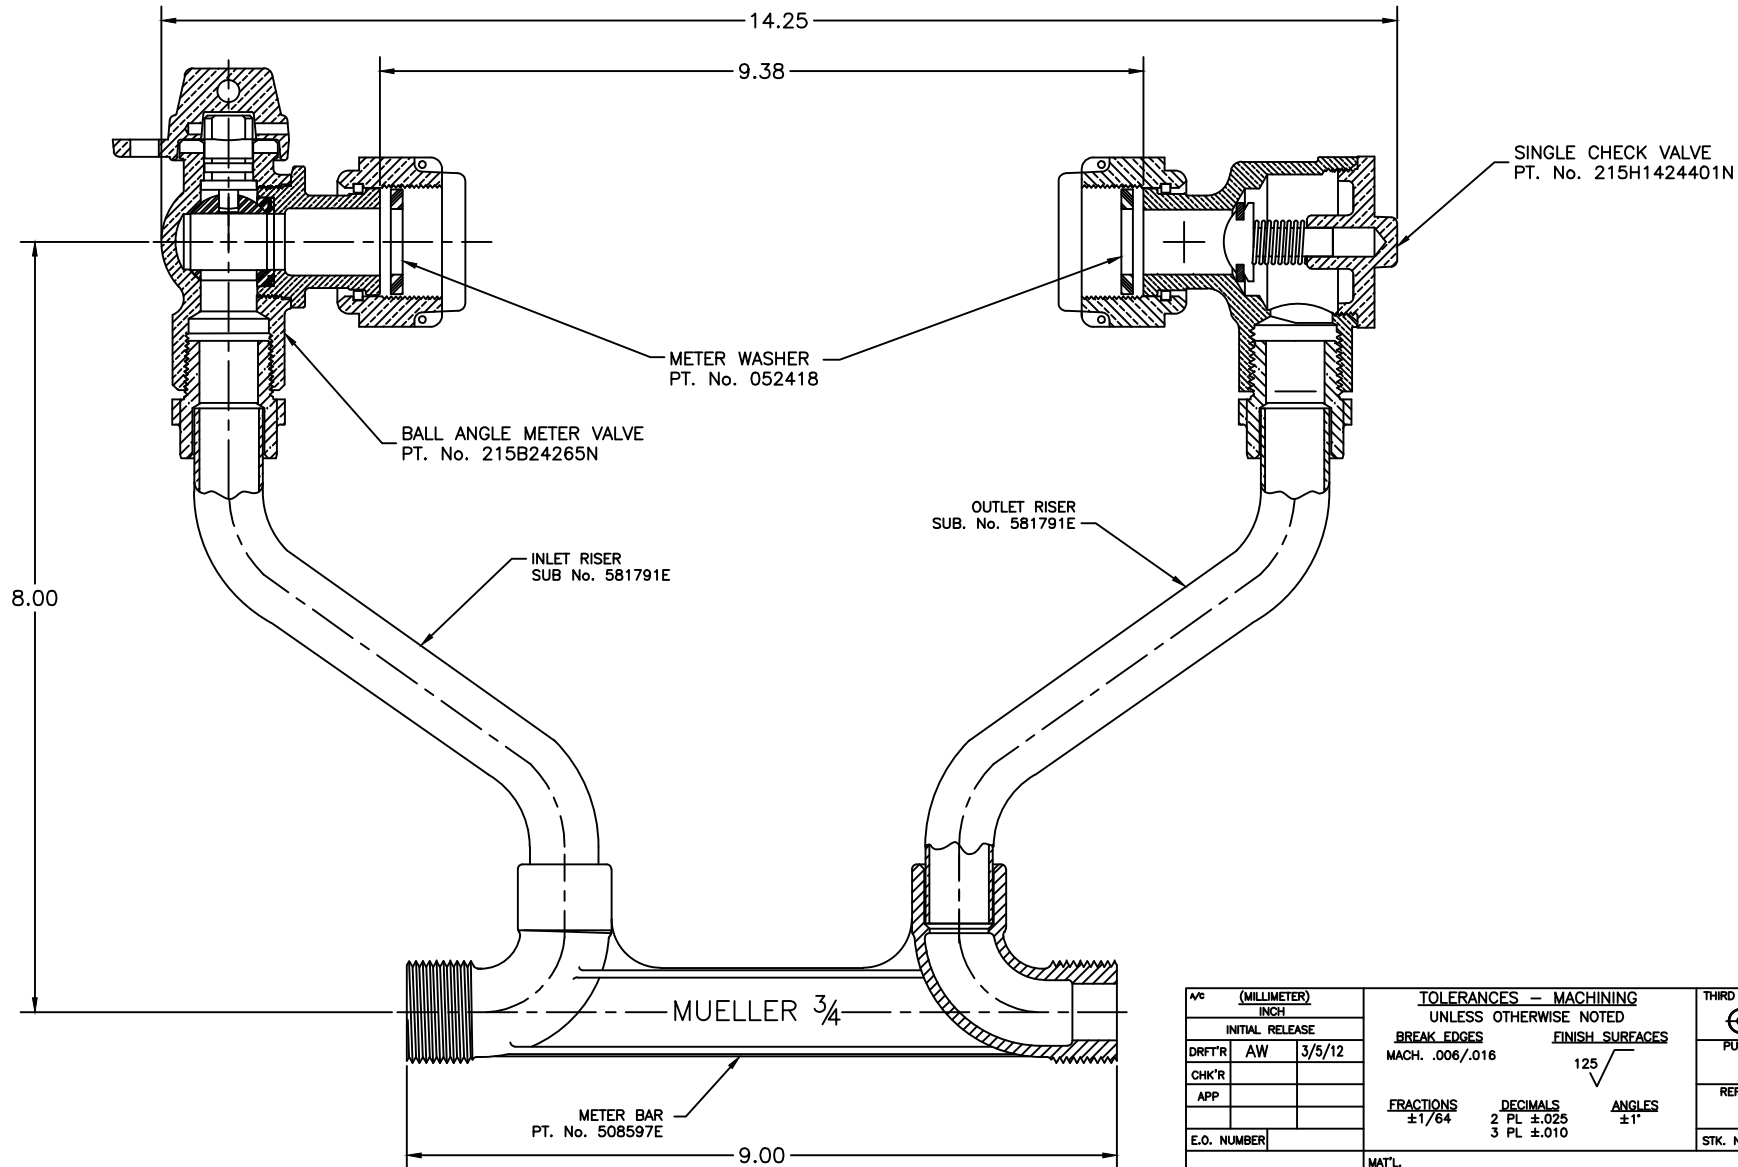 14.25
9.38
SINGLE CHECK VALVE
PT. No. 215H1424401N
METER WASHER
PT. No. 052418
BALL ANGLE METER VALVE
PT. No. 215B24265N
OUTLET RISER
SUB. No. 581791E
INLET RISER
SUB No. 581791E
8.00
MUELLER 3/4
METER BAR
PT. No. 508597E
9.00
A/C (MILLIMETER)
INCH
INITIAL RELEASE
DRFT'R AW 3/5/12
CHK'R
APP
E.O. NUMBER
TOLERANCES – MACHINING
UNLESS OTHERWISE NOTED
BREAK EDGES FINISH SURFACES
MACH. .006/.016
125
FRACTIONS DECIMALS ANGLES
±1/64 2 PL ±.025 ±1°
3 PL ±.010
MAT'L.
THIRD
STK.